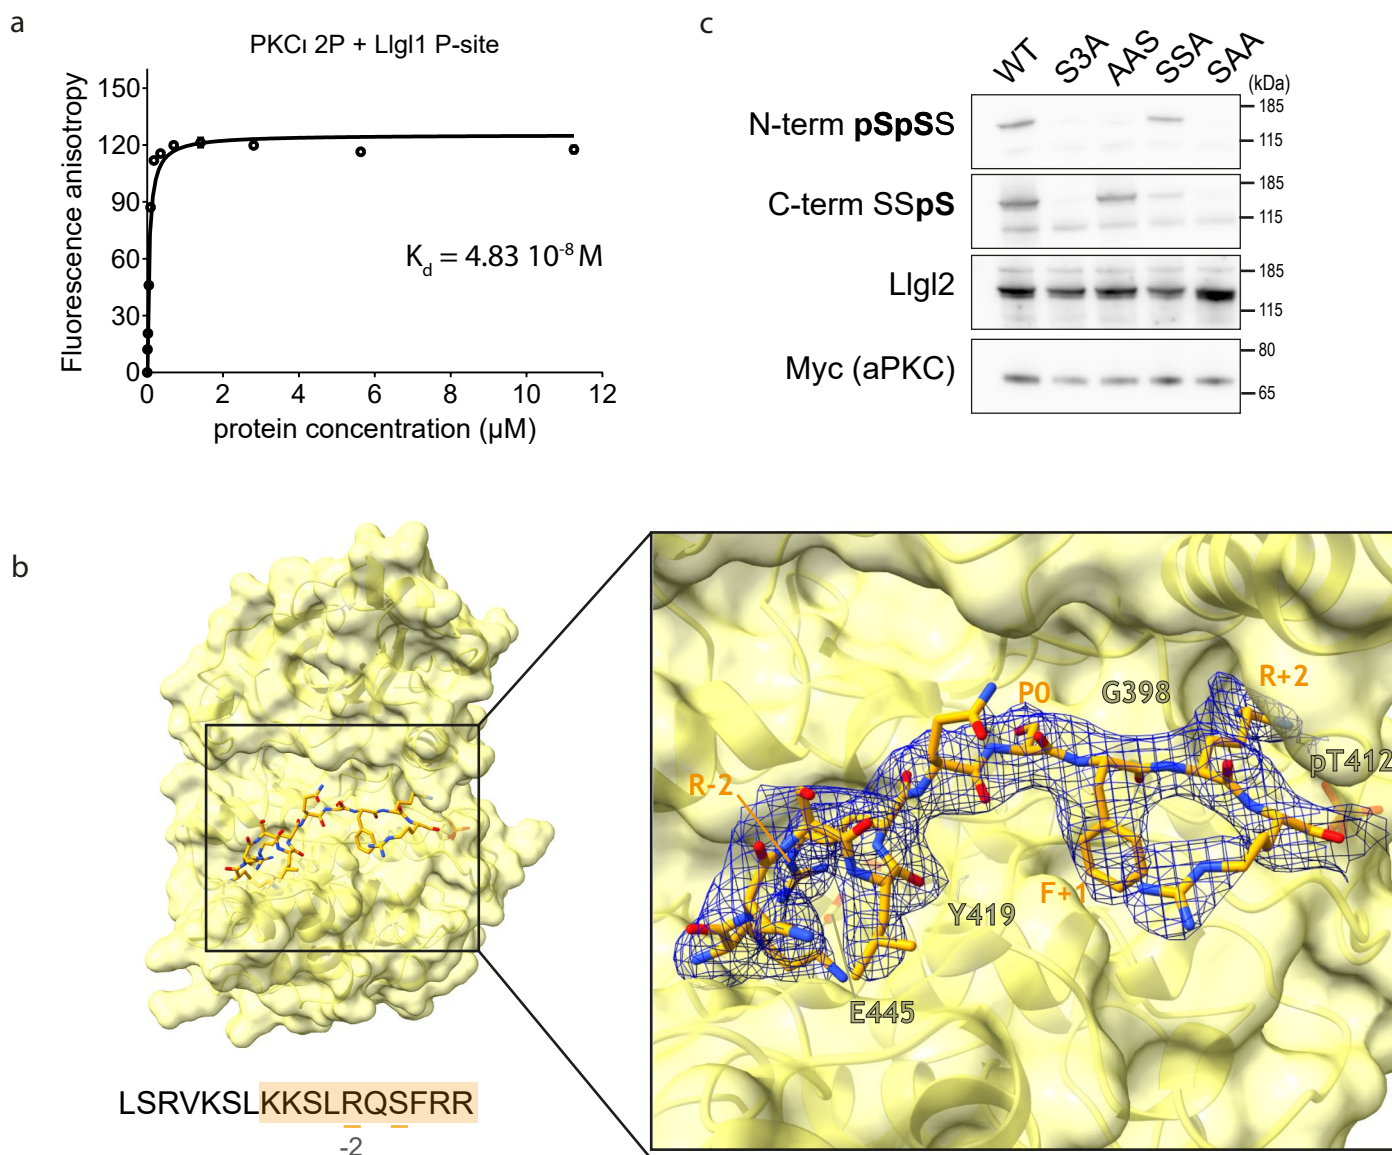 a
PKCι 2P + Llgl1 P-site
Fluorescence anisotropy
150
120
90
60
30
0
K_d = 4.83 10^-8 M
0 2 4 6 8 10 12
protein concentration (µM)
c
WT S3A AAS SSA SAA
(kDa)
N-term pSpSS
185
115
C-term SSpS
185
115
Llgl2
185
115
Myc (aPKC)
80
65
b
LSRVKSLKKSLRQSFRR
-2
P0
G398
R+2
pT412
R-2
Y419
F+1
E445